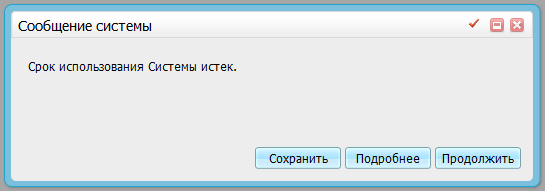 Сообщение системы
Срок использования Системы истек.
Сохранить Подробнее Продолжить